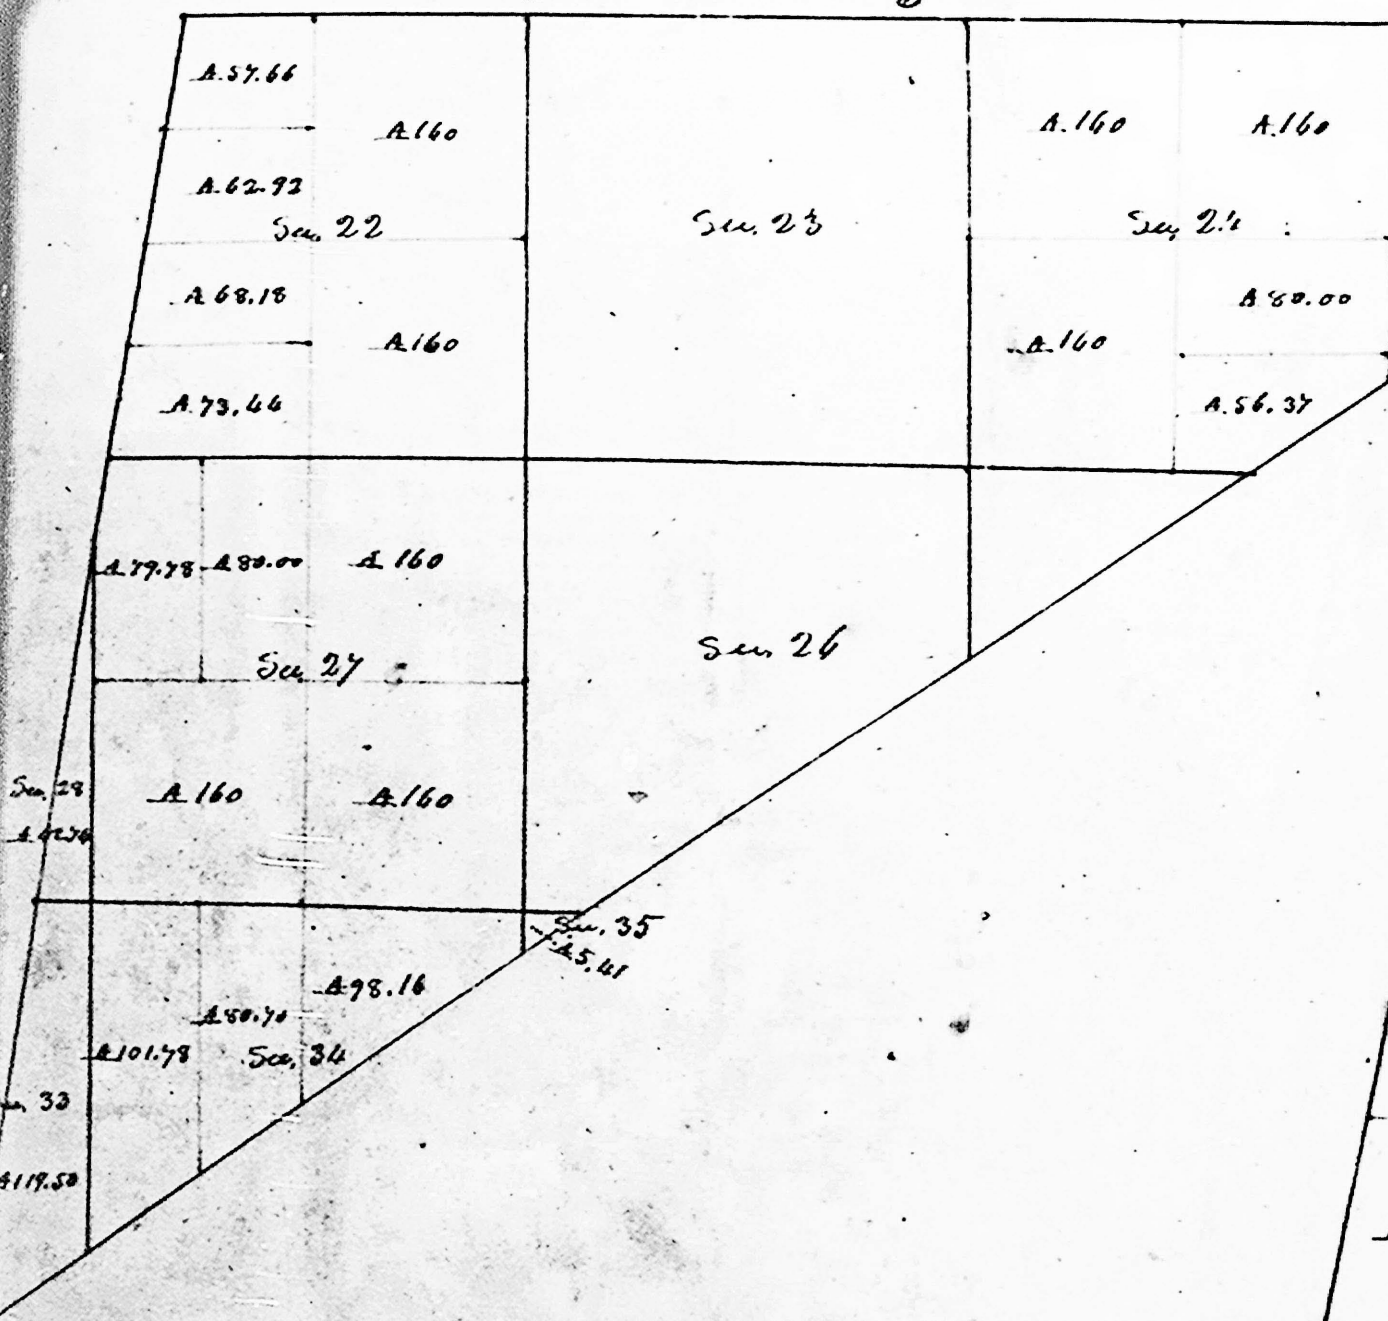 A.57.66
A 160
A.160
A.160
A.62.92
Sec. 22
Sec. 23
Sec. 24
A 68.18
A 160
A 160
A 80.00
A.73.44
A.56.37
A 79.78
A 80.00
A 160
Sec. 26
Sec. 27
Sec. 28
A 160
A 160
Sec. 35
A 5.41
A 98.16
A 80.70
A 101.78
Sec. 34
33
A 119.50